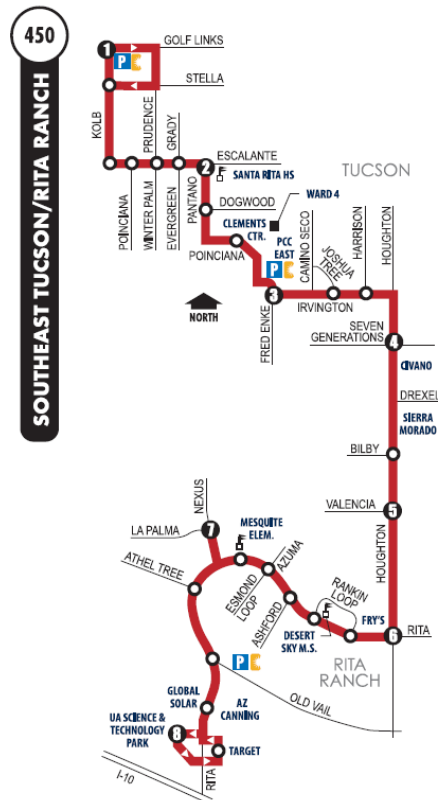 450
SOUTHEAST TUCSON/RITA RANCH
1
GOLF LINKS
P
STELLA
KOLB
PRUDENCE
GRADY
2
ESCALANTE
SANTA RITA HS
TUCSON
POINCIANA
WINTER PALM
EVERGREEN
PANTANO
DOGWOOD
WARD 4
CLEMENTS
CTR.
POINCIANA
PCC
EAST
P
CAMINO SECO
JOSHUA
TREE
HARRISON
HOUGHTON
3
IRVINGTON
NORTH
FRED ENKE
SEVEN
GENERATIONS
4
CIVANO
DREXEL
SIERRA
MORADO
BILBY
VALENCIA
5
HOUGHTON
NEXUS
LA PALMA
7
MESQUITE
ELEM.
ATHEL TREE
ESMOND
LOOP
AZUMA
ASHFORD
RANKIN
LOOP
DESERT
SKY M.S.
FRY'S
6
RITA
RITA
RANCH
P
OLD VAIL
GLOBAL
SOLAR
AZ
CANNING
UA SCIENCE &
TECHNOLOGY
PARK
8
TARGET
RITA
I-10